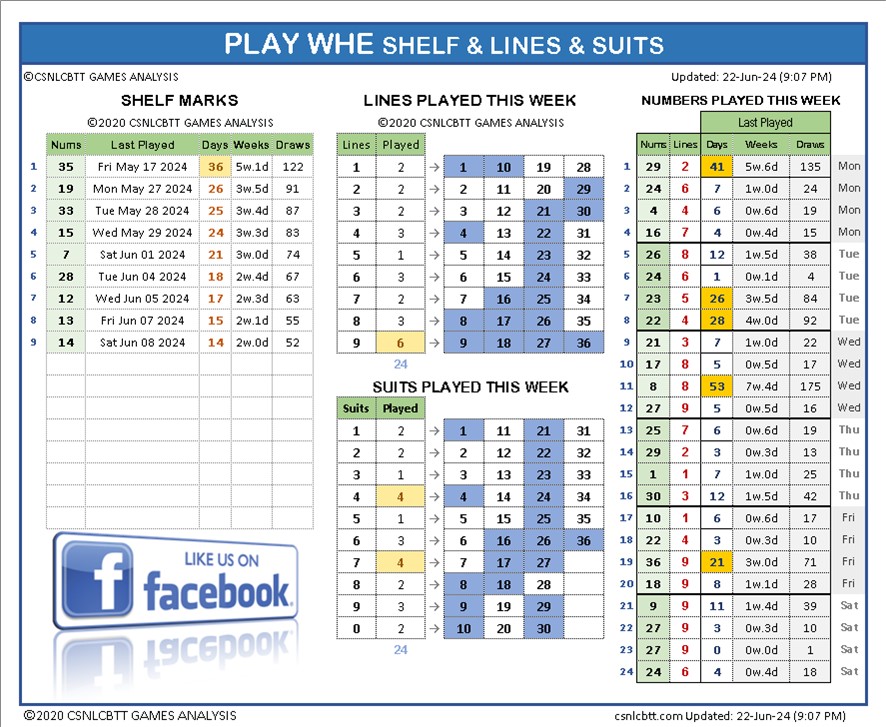 PLAY WHE SHELF & LINES & SUITS
©CSNLCBTT GAMES ANALYSIS
Updated: 22-Jun-24 (9:07 PM)
SHELF MARKS
©2020 CSNLCBTT GAMES ANALYSIS
Nums Last Played Days Weeks Draws
1 35 Fri May 17 2024 36 5w.1d 122
2 19 Mon May 27 2024 26 3w.5d 91
3 33 Tue May 28 2024 25 3w.4d 87
4 15 Wed May 29 2024 24 3w.3d 83
5 7 Sat Jun 01 2024 21 3w.0d 74
6 28 Tue Jun 04 2024 18 2w.4d 67
7 12 Wed Jun 05 2024 17 2w.3d 63
8 13 Fri Jun 07 2024 15 2w.1d 55
9 14 Sat Jun 08 2024 14 2w.0d 52
LIKE US ON
f facebook.
LINES PLAYED THIS WEEK
©2020 CSNLCBTT GAMES ANALYSIS
Lines Played
1 2 → 1 10 19 28
2 2 → 2 11 20 29
3 2 → 3 12 21 30
4 3 → 4 13 22 31
5 1 → 5 14 23 32
6 3 → 6 15 24 33
7 2 → 7 16 25 34
8 3 → 8 17 26 35
9 6 → 9 18 27 36
24
SUITS PLAYED THIS WEEK
Suits Played
1 2 → 1 11 21 31
2 2 → 2 12 22 32
3 1 → 3 13 23 33
4 4 → 4 14 24 34
5 1 → 5 15 25 35
6 3 → 6 16 26 36
7 4 → 7 17 27
8 2 → 8 18 28
9 3 → 9 19 29
0 2 → 10 20 30
24
NUMBERS PLAYED THIS WEEK
Last Played
Nums Lines Days Weeks Draws
1 29 2 41 5w.6d 135 Mon
2 24 6 7 1w.0d 24 Mon
3 4 4 6 0w.6d 19 Mon
4 16 7 4 0w.4d 15 Mon
5 26 8 12 1w.5d 38 Tue
6 24 6 1 0w.1d 4 Tue
7 23 5 26 3w.5d 84 Tue
8 22 4 28 4w.0d 92 Tue
9 21 3 7 1w.0d 22 Wed
10 17 8 5 0w.5d 17 Wed
11 8 8 53 7w.4d 175 Wed
12 27 9 5 0w.5d 16 Wed
13 25 7 6 0w.6d 19 Thu
14 29 2 3 0w.3d 13 Thu
15 1 1 7 1w.0d 25 Thu
16 30 3 12 1w.5d 42 Thu
17 10 1 6 0w.6d 17 Fri
18 22 4 3 0w.3d 10 Fri
19 36 9 21 3w.0d 71 Fri
20 18 9 8 1w.1d 28 Fri
21 9 9 11 1w.4d 39 Sat
22 27 9 3 0w.3d 10 Sat
23 27 9 0 0w.0d 1 Sat
24 24 6 4 0w.4d 18 Sat
©2020 CSNLCBTT GAMES ANALYSIS
csnlcbtt.com Updated: 22-Jun-24 (9:07 PM)